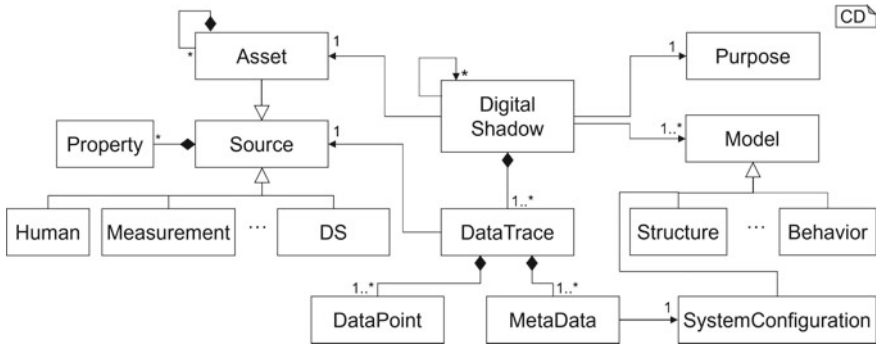 CD
1
1
Asset
*
*
Purpose
Digital
Shadow
*
1
1..*
Property
Source
Model
1..*
Human
Measurement
...
DS
DataTrace
Structure
...
Behavior
1..*
1..*
1
DataPoint
MetaData
SystemConfiguration